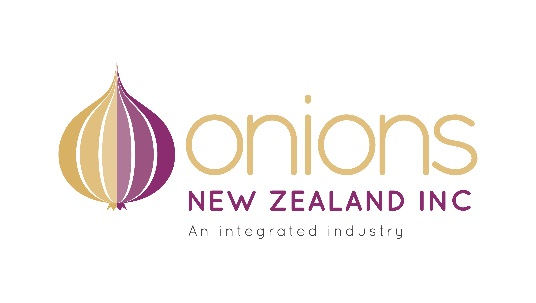 onions
NEW ZEALAND INC
An integrated industry